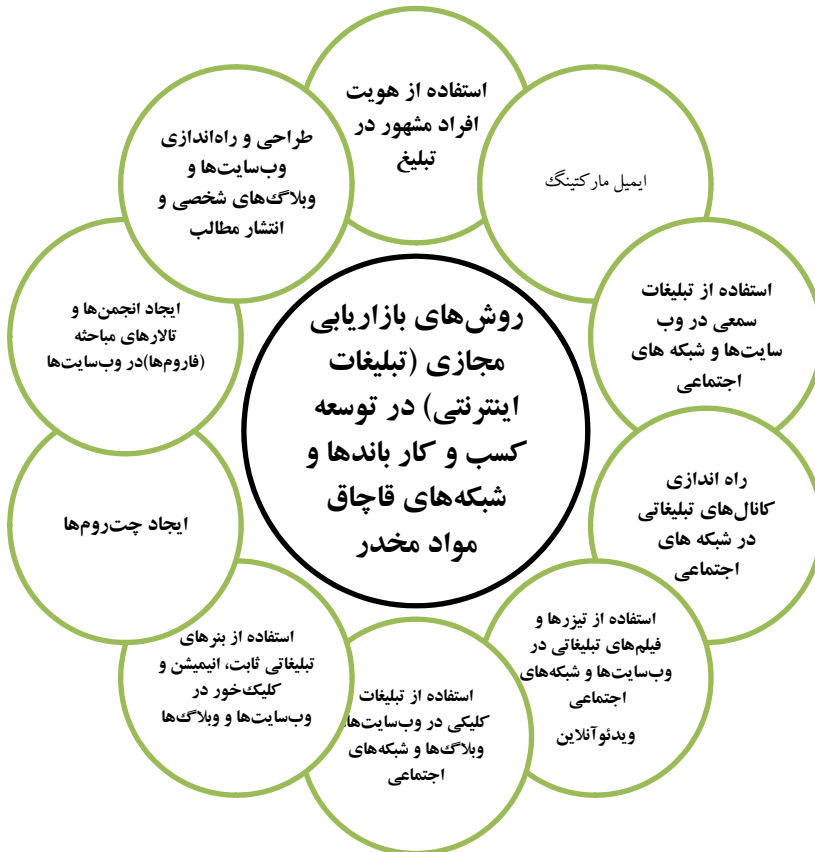 روش‌های بازاریابی
مجازی (تبلیغات
اینترنتی) در توسعه
کسب و کار باندها و
شبکه‌های قاچاق
مواد مخدر
استفاده از هویت
افراد مشهور در
تبلیغ
ایمیل مارکتینگ
استفاده از تبلیغات
سمعی در وب
سایت‌ها و شبکه های
اجتماعی
راه اندازی
کانال‌های تبلیغاتی
در شبکه های
اجتماعی
استفاده از تیزرها و
فیلم‌های تبلیغاتی در
وب‌سایت‌ها و شبکه‌های
اجتماعی
ویدئوآنلاین
استفاده از تبلیغات
کلیکی در وب‌سایت‌ها،
وبلاگ‌ها و شبکه‌های
اجتماعی
استفاده از بنرهای
تبلیغاتی ثابت، انیمیشن و
کلیک‌خور در
وب‌سایت‌ها و وبلاگ‌ها
ایجاد چت‌روم‌ها
ایجاد انجمن‌ها و
تالارهای مباحثه
(فاروم‌ها)در وب‌سایت‌ها
طراحی و راه‌اندازی
وب‌سایت‌ها و
وبلاگ‌های شخصی و
انتشار مطالب